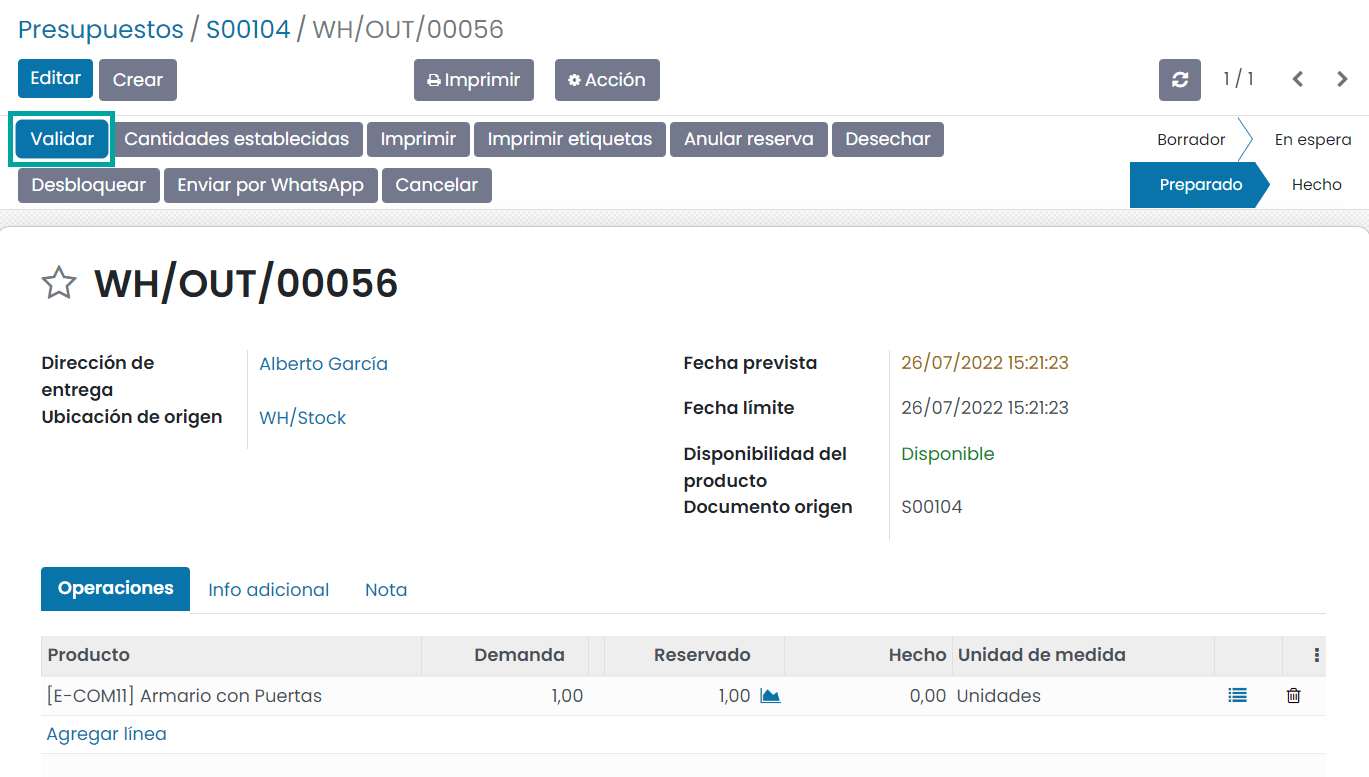 Presupuestos / S00104 / WH/OUT/00056
Editar Crear Imprimir Acción 1 / 1
Validar Cantidades establecidas Imprimir Imprimir etiquetas Anular reserva Desechar Borrador En espera
Desbloquear Enviar por WhatsApp Cancelar Preparado Hecho
WH/OUT/00056
Dirección de entrega Alberto García
Ubicación de origen WH/Stock
Fecha prevista 26/07/2022 15:21:23
Fecha límite 26/07/2022 15:21:23
Disponibilidad del producto Disponible
Documento origen S00104
Operaciones Info adicional Nota
Producto Demanda Reservado Hecho Unidad de medida
[E-COM11] Armario con Puertas 1,00 1,00 0,00 Unidades
Agregar línea